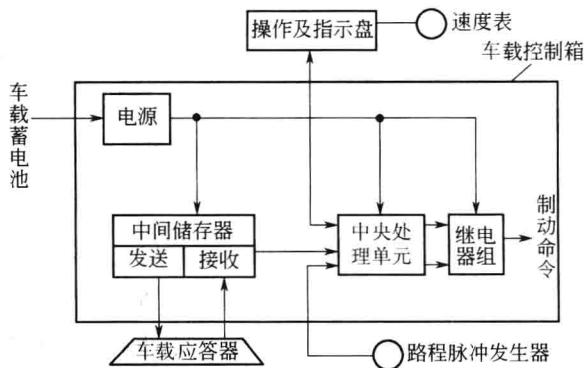 操作及指示盘
速度表
车载控制箱
车载蓄电池
电源
中间储存器
发送
接收
中央处
理单元
继电
器组
制动命令
车载应答器
路程脉冲发生器